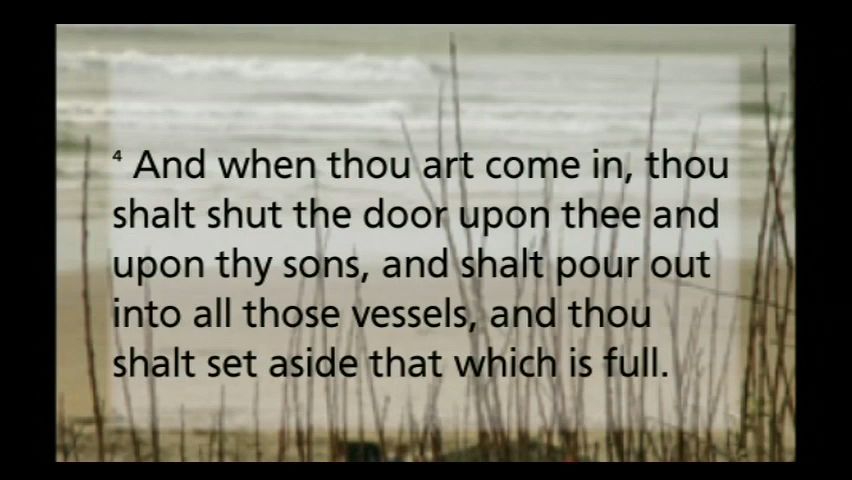 4 And when thou art come in, thou
shalt shut the door upon thee and
upon thy sons, and shalt pour out
into all those vessels, and thou
shalt set aside that which is full.